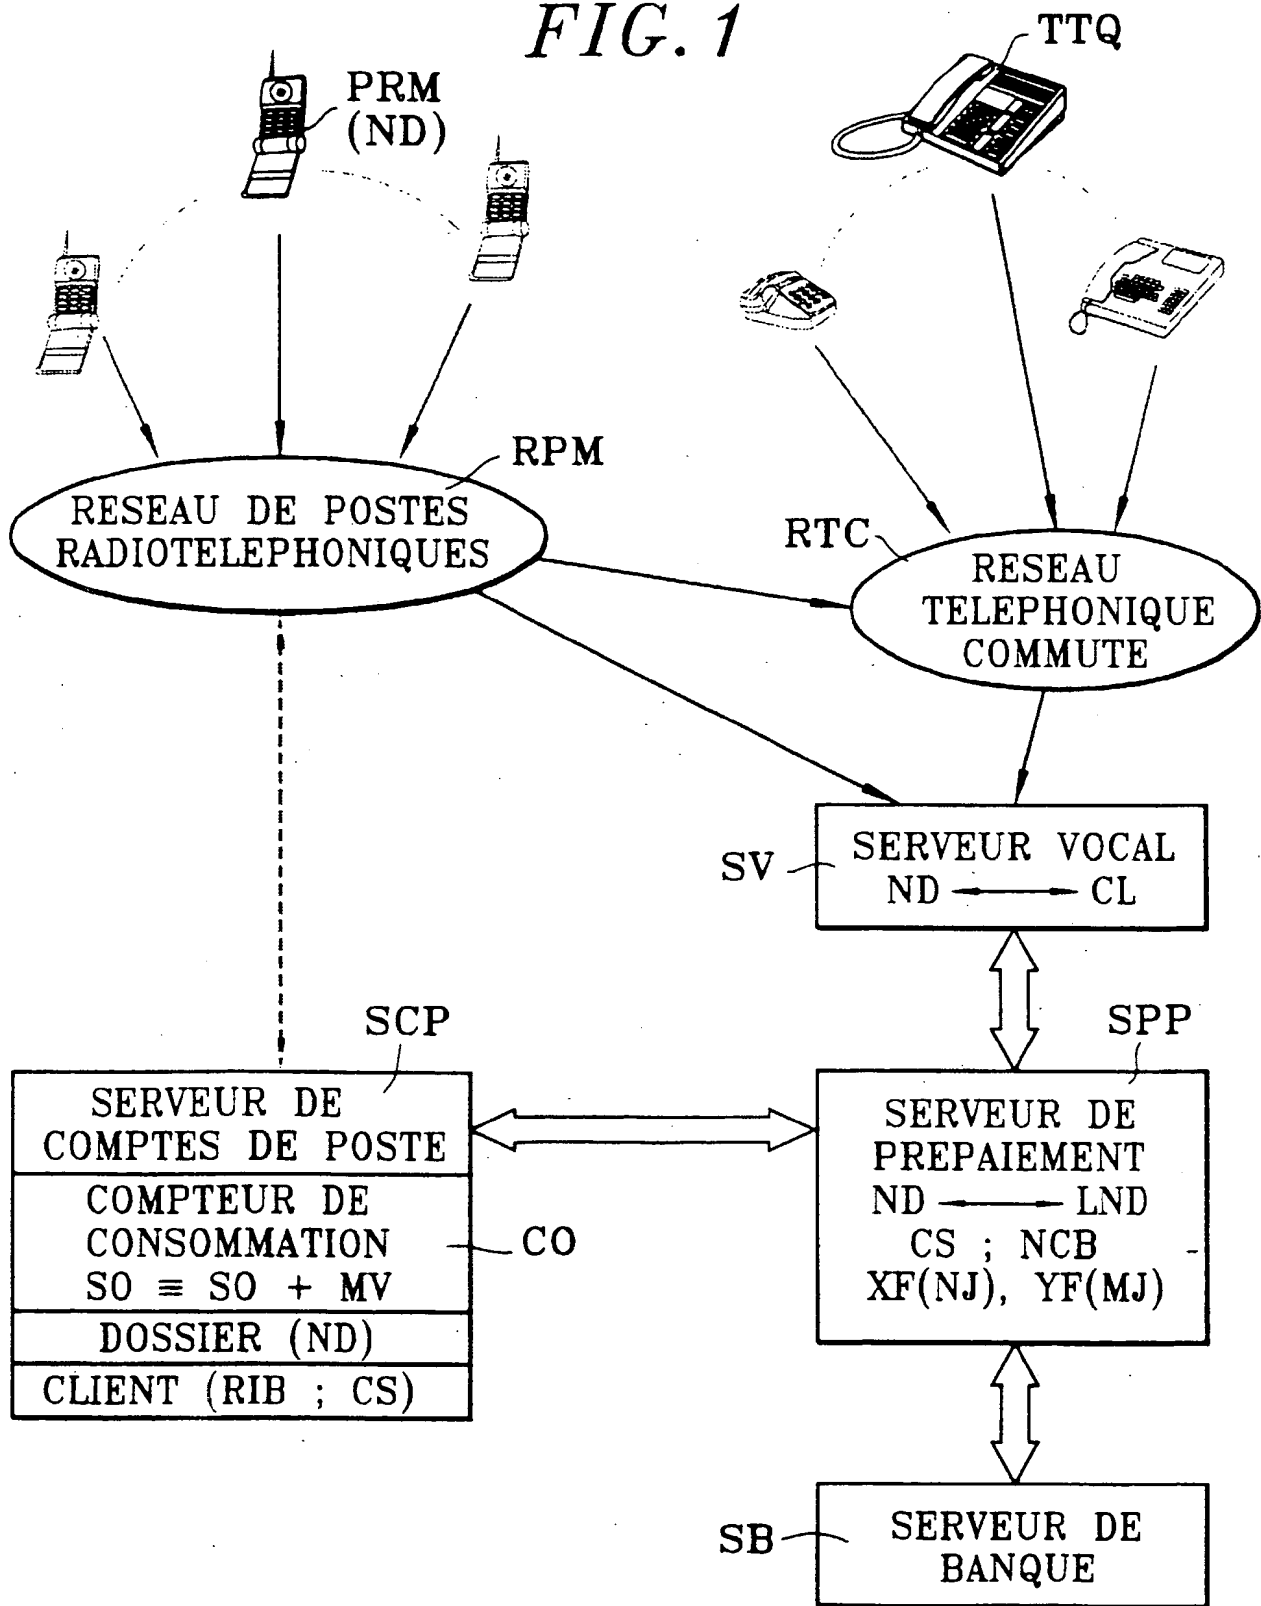 FIG. 1
TTQ
PRM
(ND)
RPM
RESEAU DE POSTES
RADIOTELEPHONIQUES
RTC
RESEAU
TELEPHONIQUE
COMMUTE
SV
SERVEUR VOCAL
ND ↔ CL
SCP
SERVEUR DE
COMPTES DE POSTE
COMPTEUR DE
CONSOMMATION
SO ≡ SO + MV
CO
DOSSIER (ND)
CLIENT (RIB ; CS)
SPP
SERVEUR DE
PREPAIEMENT
ND ↔ LND
CS ; NCB
XF(NJ), YF(MJ)
SB
SERVEUR DE
BANQUE